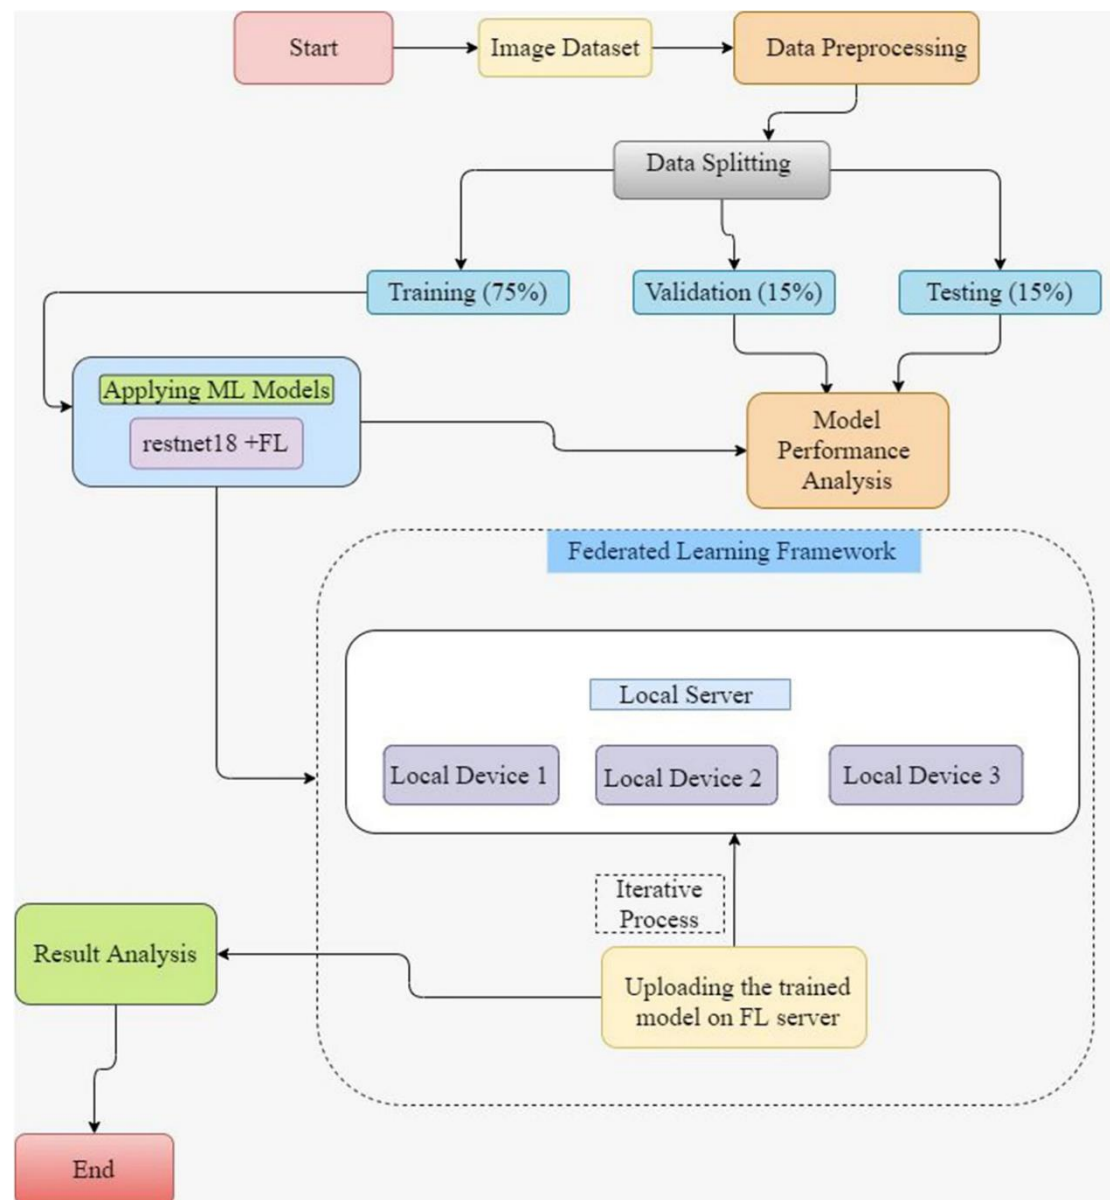 Start
Image Dataset
Data Preprocessing
Data Splitting
Training (75%)
Validation (15%)
Testing (15%)
Applying ML Models
restnet18 +FL
Model
Performance
Analysis
Federated Learning Framework
Local Server
Local Device 1
Local Device 2
Local Device 3
Iterative
Process
Uploading the trained
model on FL server
Result Analysis
End